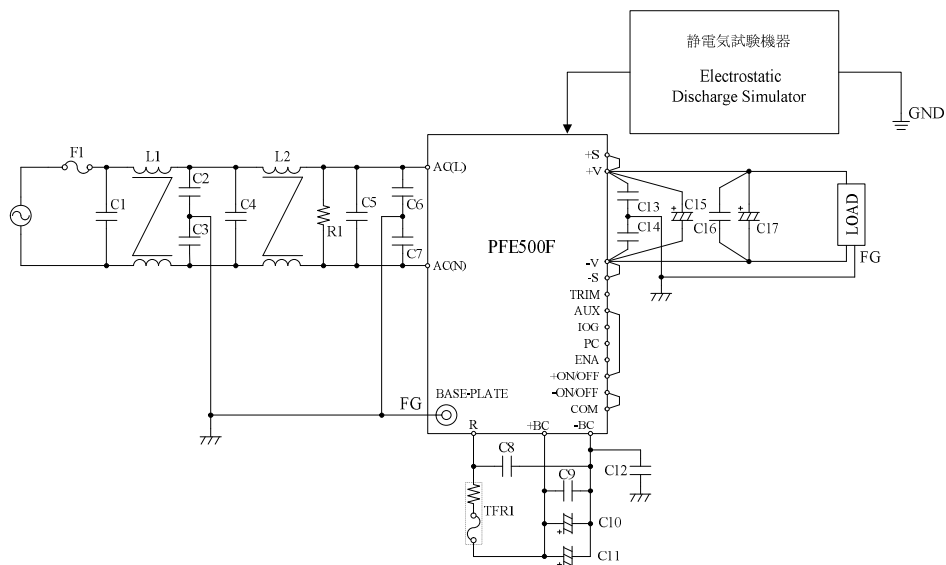 静電気試験機器
Electrostatic
Discharge Simulator
GND
F1
L1
L2
C1
C2
C3
C4
R1
C5
C6
C7
AC(L)
AC(N)
PFE500F
+S
+V
-V
-S
TRIM
AUX
IOG
PC
ENA
+ON/OFF
-ON/OFF
COM
C13
C14
C15
C16
C17
+
+
LOAD
FG
FG
BASE-PLATE
R
+BC
-BC
C8
C9
C10
+
C11
+
C12
TFR1